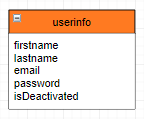 userinfo
firstname
lastname
email
password
isDeactivated